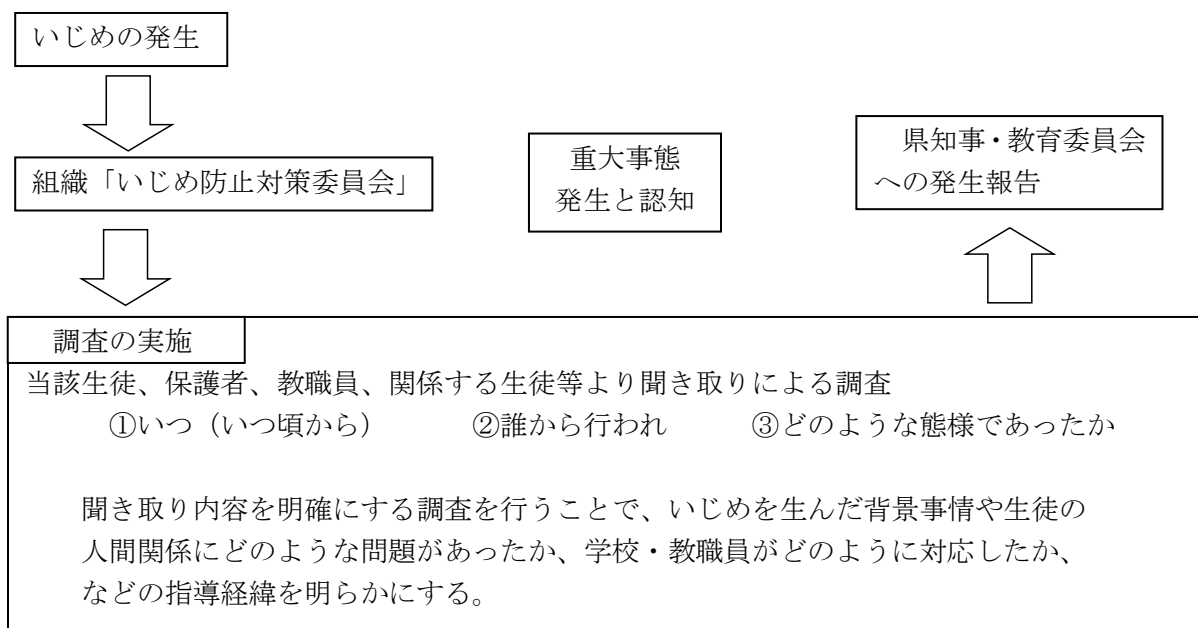 いじめの発生
組織「いじめ防止対策委員会」
重大事態
発生と認知
県知事・教育委員会
への発生報告
調査の実施
当該生徒、保護者、教職員、関係する生徒等より聞き取りによる調査
①いつ（いつ頃から） ②誰から行われ ③どのような態様であったか
聞き取り内容を明確にする調査を行うことで、いじめを生んだ背景事情や生徒の
人間関係にどのような問題があったか、学校・教職員がどのように対応したか、
などの指導経緯を明らかにする。